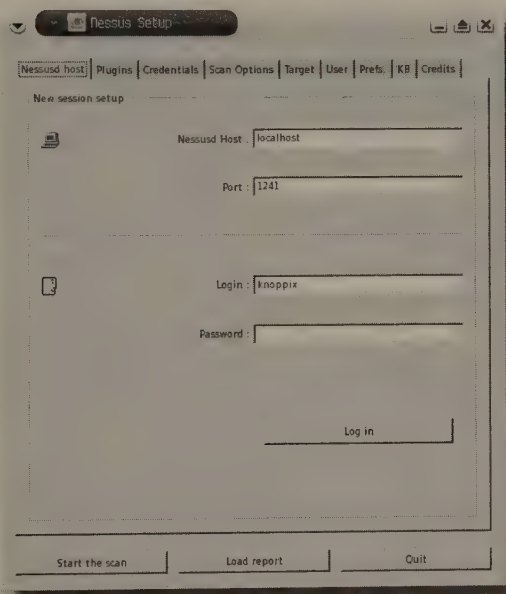 Nessus Setup
Nessusd host Plugins Credentials Scan Options Target User Prefs. KB Credits
New session setup
Nessusd Host : localhost
Port : 1241
Login : knoppix
Password :
Log in
Start the scan Load report Quit